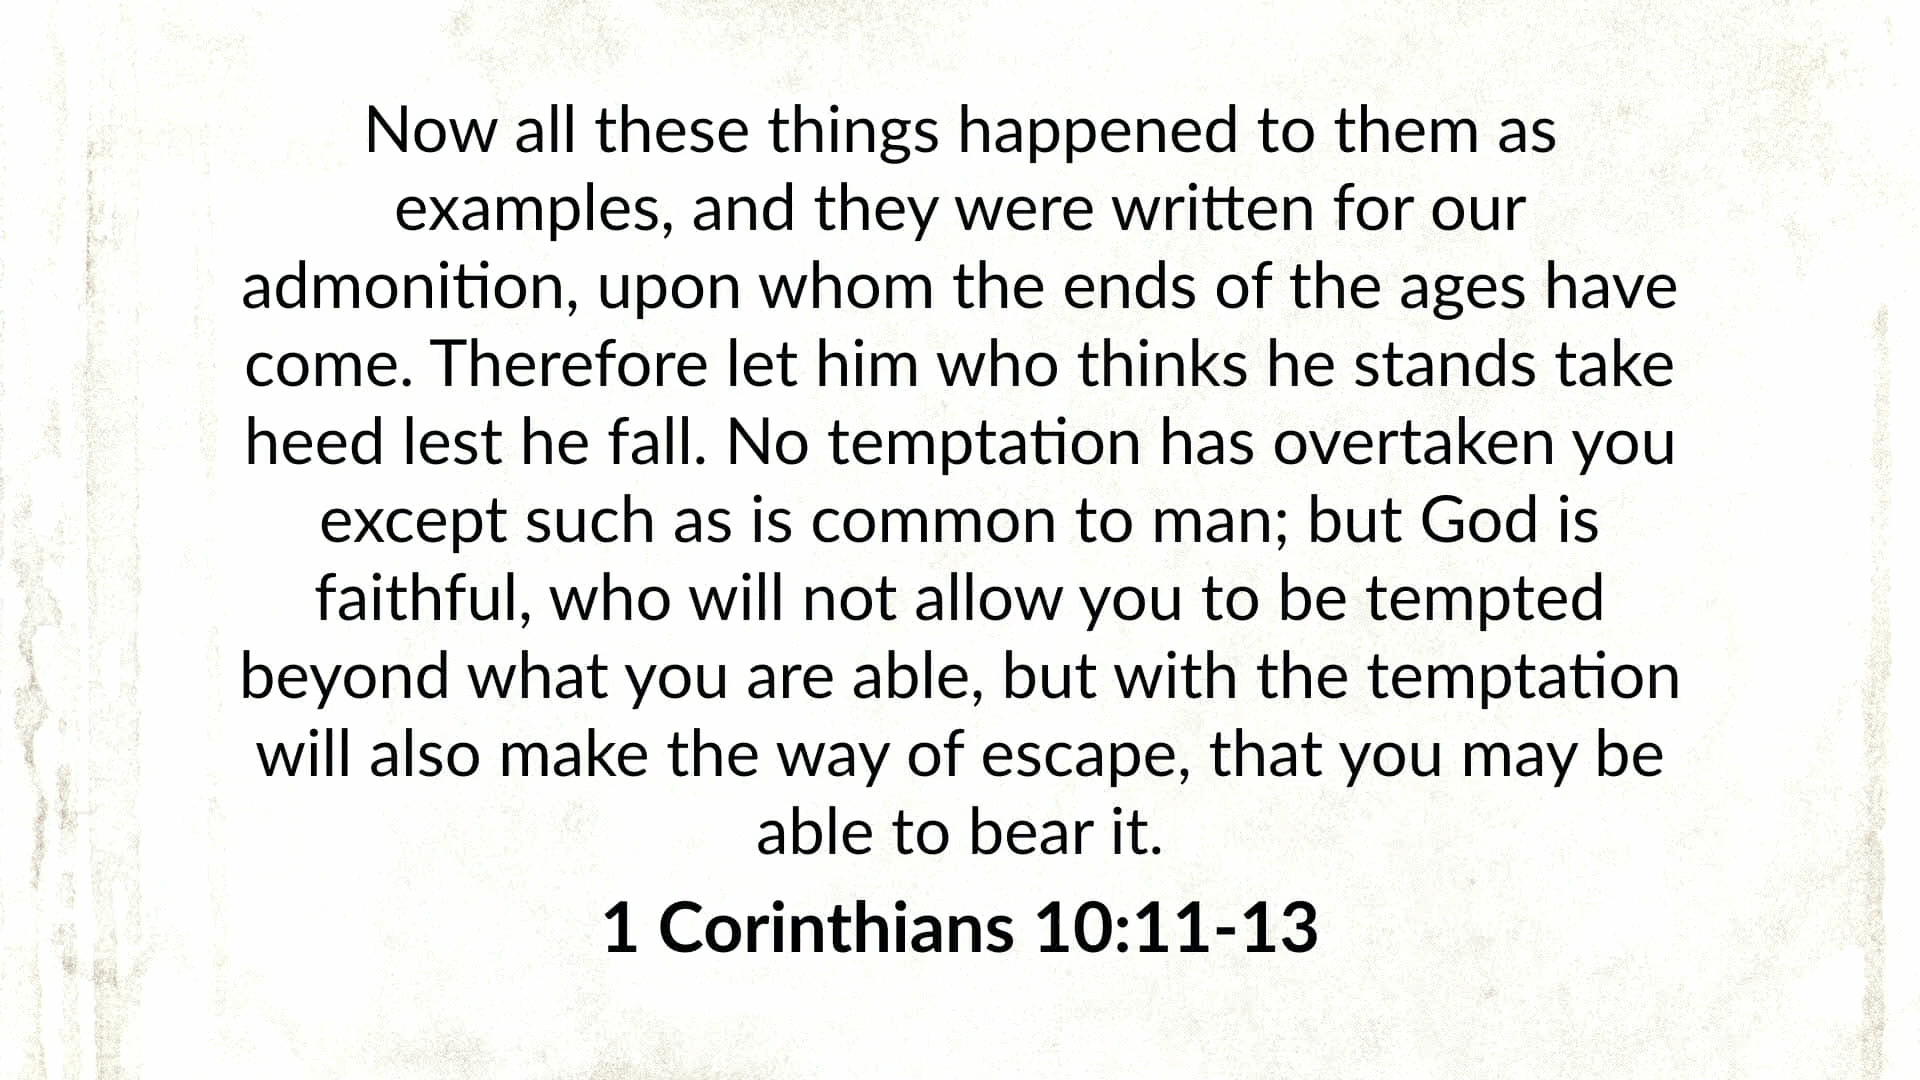 Now all these things happened to them as
examples, and they were written for our
admonition, upon whom the ends of the ages have
come. Therefore let him who thinks he stands take
heed lest he fall. No temptation has overtaken you
except such as is common to man; but God is
faithful, who will not allow you to be tempted
beyond what you are able, but with the temptation
will also make the way of escape, that you may be
able to bear it.
1 Corinthians 10:11-13